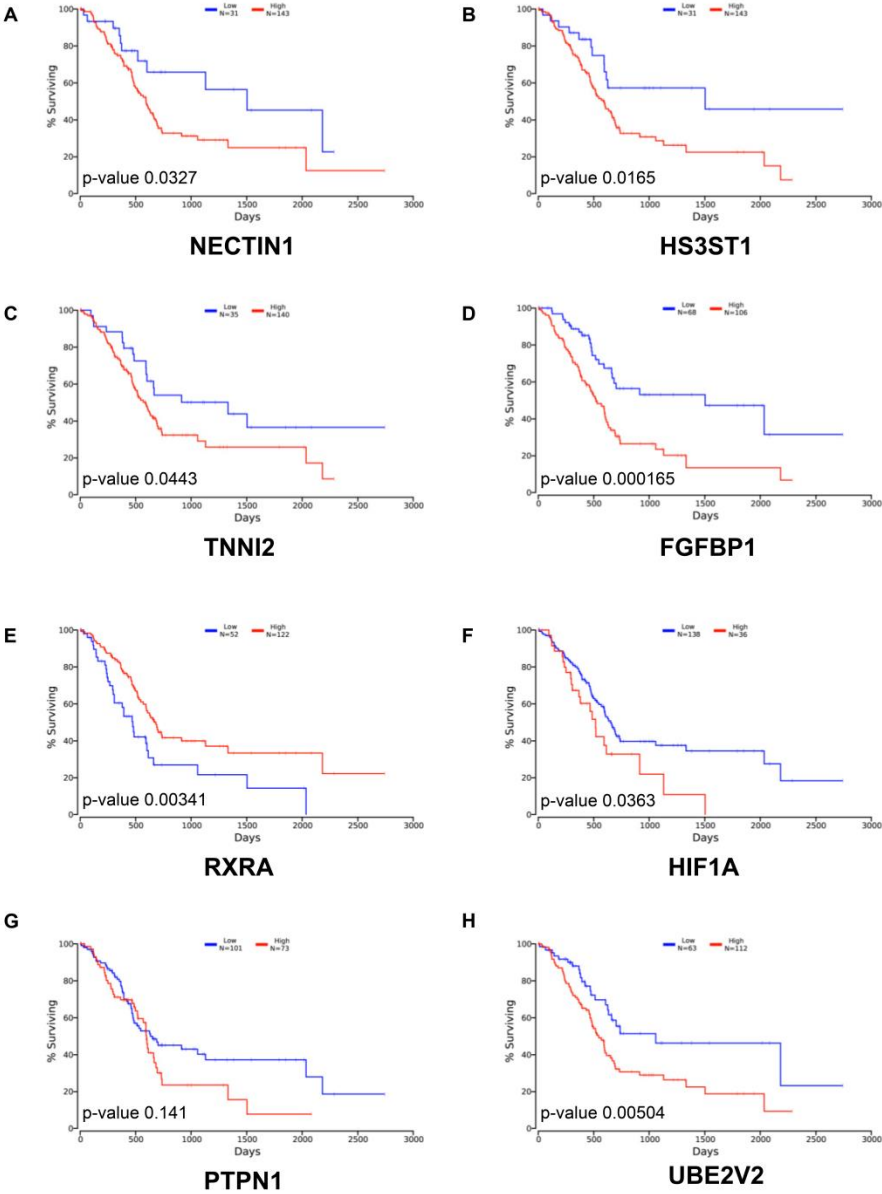 A
Low High
N=31 N=143
100
80
60
40
20
0
% Surviving
p-value 0.0327
0 500 1000 1500 2000 2500 3000
Days
NECTIN1
B
Low High
N=31 N=143
100
80
60
40
20
0
% Surviving
p-value 0.0165
0 500 1000 1500 2000 2500 3000
Days
HS3ST1
C
Low High
N=35 N=140
100
80
60
40
20
0
% Surviving
p-value 0.0443
0 500 1000 1500 2000 2500 3000
Days
TNNI2
D
Low High
N=68 N=106
100
80
60
40
20
0
% Surviving
p-value 0.000165
0 500 1000 1500 2000 2500 3000
Days
FGFBP1
E
Low High
N=52 N=122
100
80
60
40
20
0
% Surviving
p-value 0.00341
0 500 1000 1500 2000 2500 3000
Days
RXRA
F
Low High
N=138 N=36
100
80
60
40
20
0
% Surviving
p-value 0.0363
0 500 1000 1500 2000 2500 3000
Days
HIF1A
G
Low High
N=101 N=73
100
80
60
40
20
0
% Surviving
p-value 0.141
0 500 1000 1500 2000 2500 3000
Days
PTPN1
H
Low High
N=63 N=112
100
80
60
40
20
0
% Surviving
p-value 0.00504
0 500 1000 1500 2000 2500 3000
Days
UBE2V2